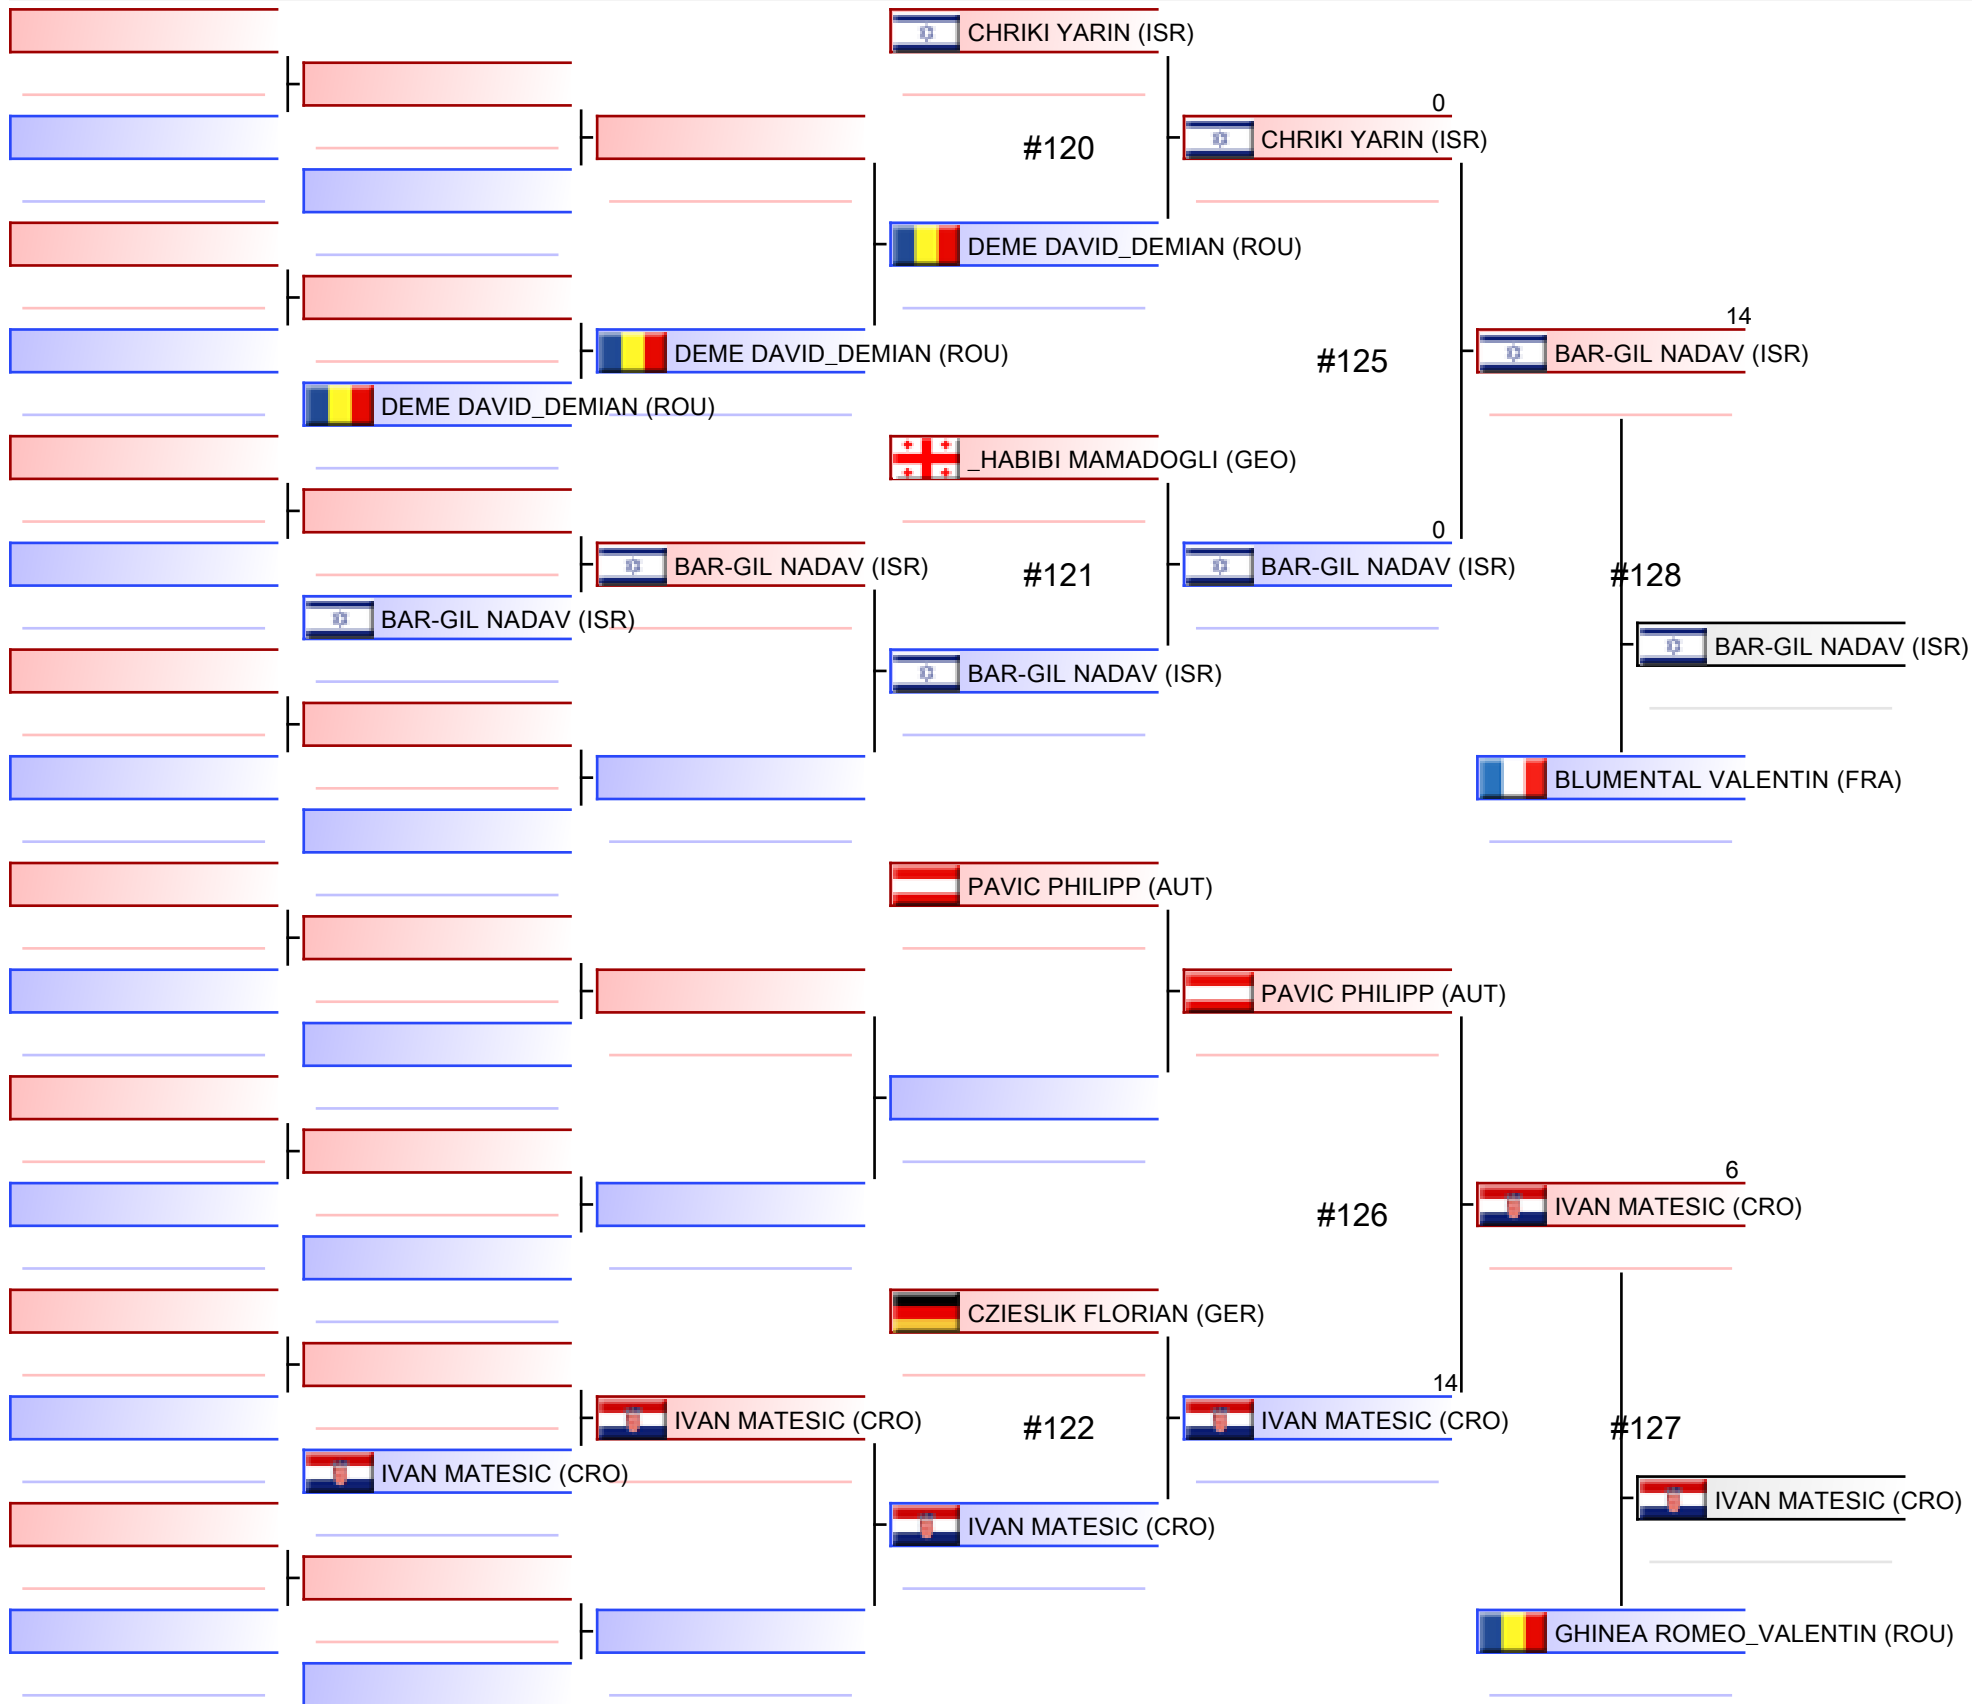 CHRIKI YARIN (ISR)
0
#120
CHRIKI YARIN (ISR)
DEME DAVID_DEMIAN (ROU)
14
DEME DAVID_DEMIAN (ROU)
#125
BAR-GIL NADAV (ISR)
DEME DAVID_DEMIAN (ROU)
_HABIBI MAMADOGLI (GEO)
0
BAR-GIL NADAV (ISR)
#121
BAR-GIL NADAV (ISR)
#128
BAR-GIL NADAV (ISR)
BAR-GIL NADAV (ISR)
BAR-GIL NADAV (ISR)
BLUMENTAL VALENTIN (FRA)
PAVIC PHILIPP (AUT)
PAVIC PHILIPP (AUT)
6
#126
IVAN MATESIC (CRO)
CZIESLIK FLORIAN (GER)
14
IVAN MATESIC (CRO)
#122
IVAN MATESIC (CRO)
#127
IVAN MATESIC (CRO)
IVAN MATESIC (CRO)
IVAN MATESIC (CRO)
GHINEA ROMEO_VALENTIN (ROU)